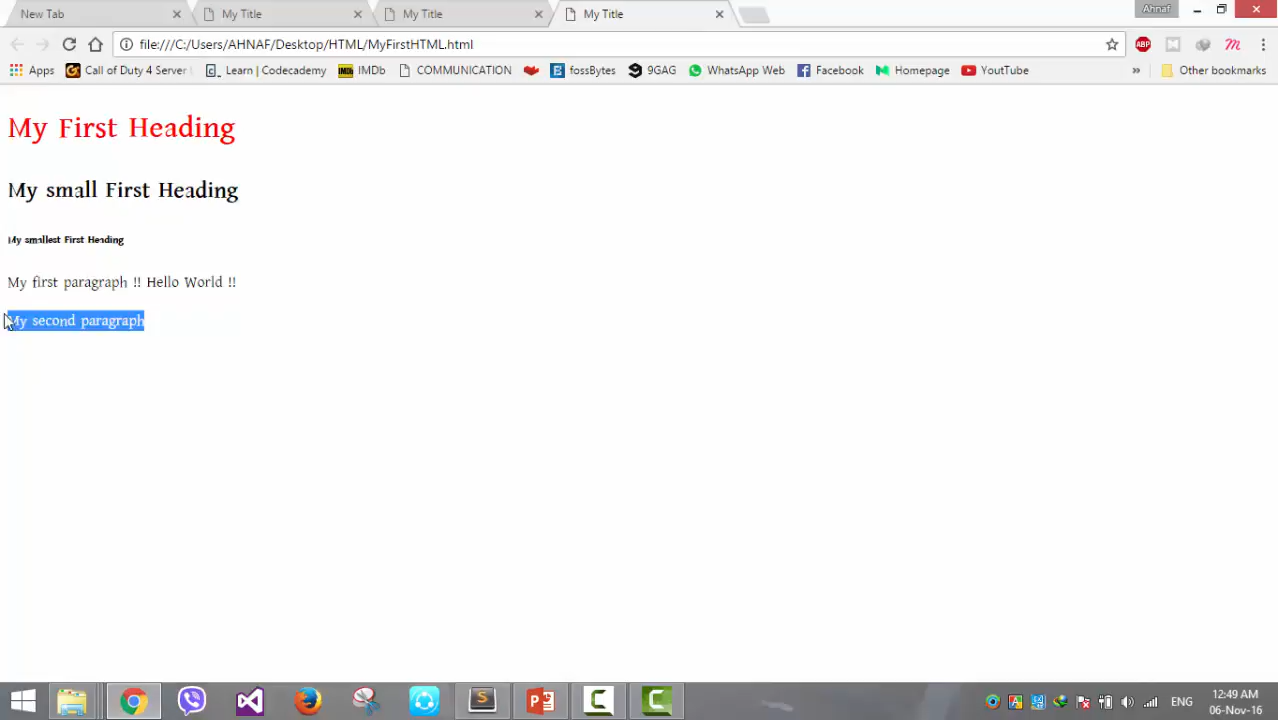 New Tab
My Title
My Title
My Title
Ahnaf
file:///C:/Users/AHNAF/Desktop/HTML/MyFirstHTML.html
ABP
Apps
Call of Duty 4 Server
Learn | Codecademy
IMDb
COMMUNICATION
fossBytes
9GAG
WhatsApp Web
Facebook
Homepage
YouTube
»
Other bookmarks
My First Heading
My small First Heading
My smallest First Heading
My first paragraph !! Hello World !!
My second paragraph
ENG
12:49 AM
06-Nov-16